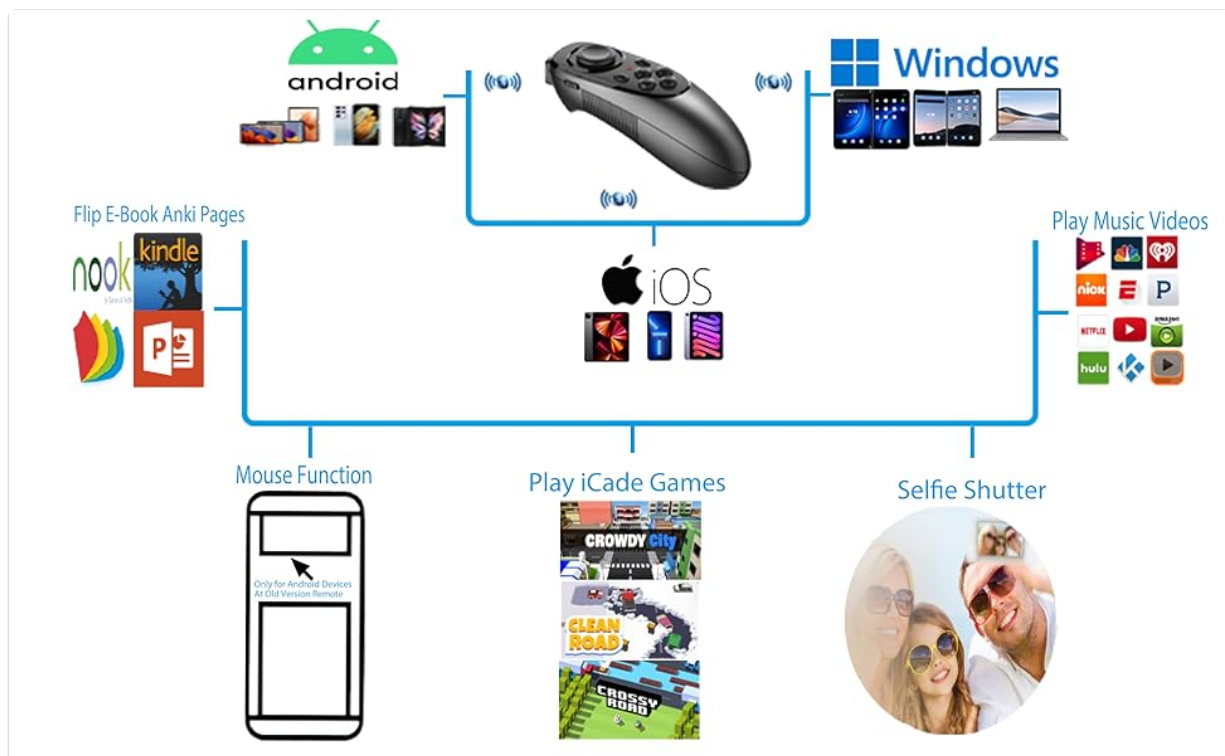 android
Windows
Flip E-Book Anki Pages
Play Music Videos
nook
kindle
iOS
P
nick
E
P
NETFLIX
amazon
hulu
Mouse Function
Play iCade Games
Selfie Shutter
CROWDY City
Only for Android Devices
At Old Version Remote
CLEAN
ROAD
CROSSY
ROAD